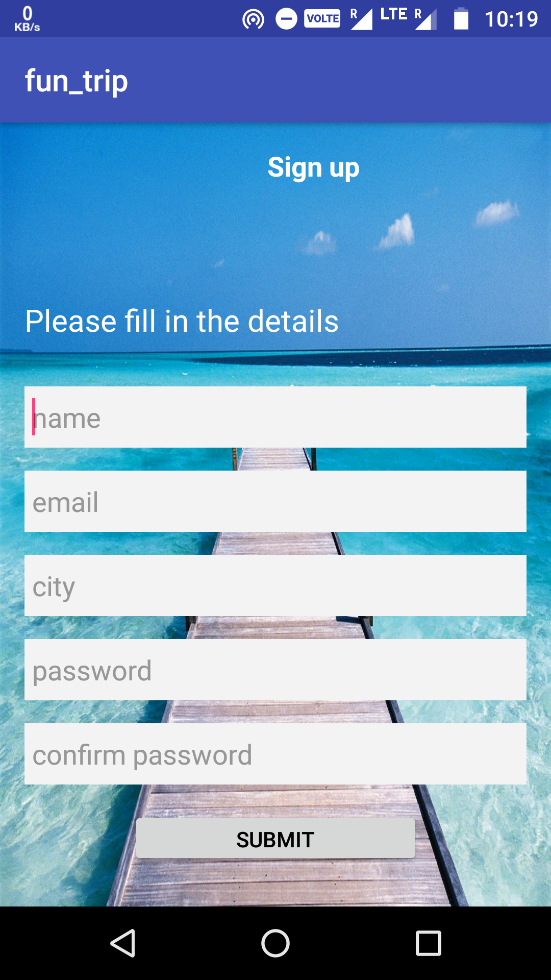 0
KB/s
VOLTE
R
LTE
R
10:19
fun_trip
Sign up
Please fill in the details
name
email
city
password
confirm password
SUBMIT